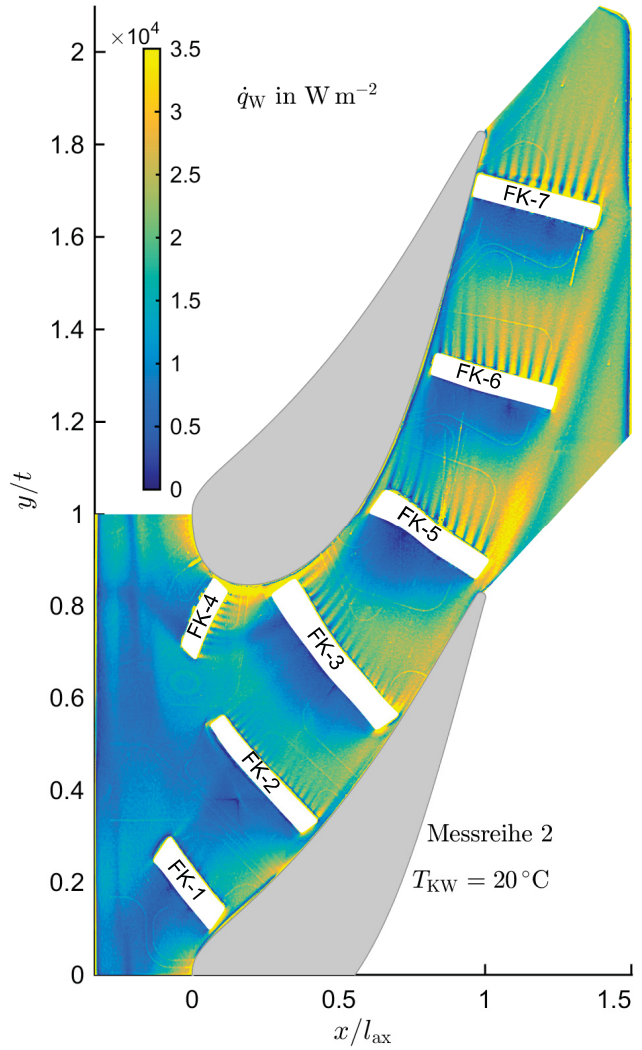 ×10⁴
3.5
3
2.5
2
1.5
1
0.5
0
q̇_W in W m⁻²
2
1.8
1.6
1.4
1.2
1
0.8
0.6
0.4
0.2
0
y/t
FK-7
FK-6
FK-5
FK-4
FK-3
FK-2
FK-1
Messreihe 2
T_KW = 20 °C
0
0.5
1
1.5
x/l_ax